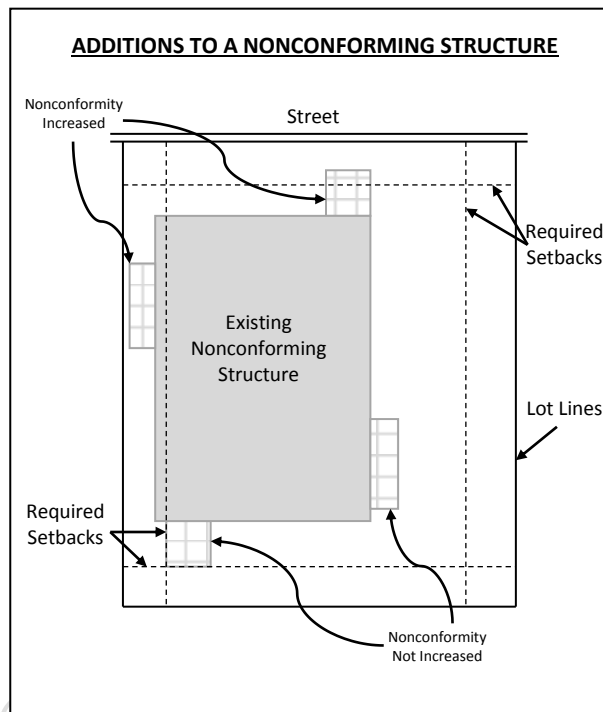 ADDITIONS TO A NONCONFORMING STRUCTURE
Nonconformity
Increased
Street
Required
Setbacks
Existing
Nonconforming
Structure
Lot Lines
Required
Setbacks
Nonconformity
Not Increased